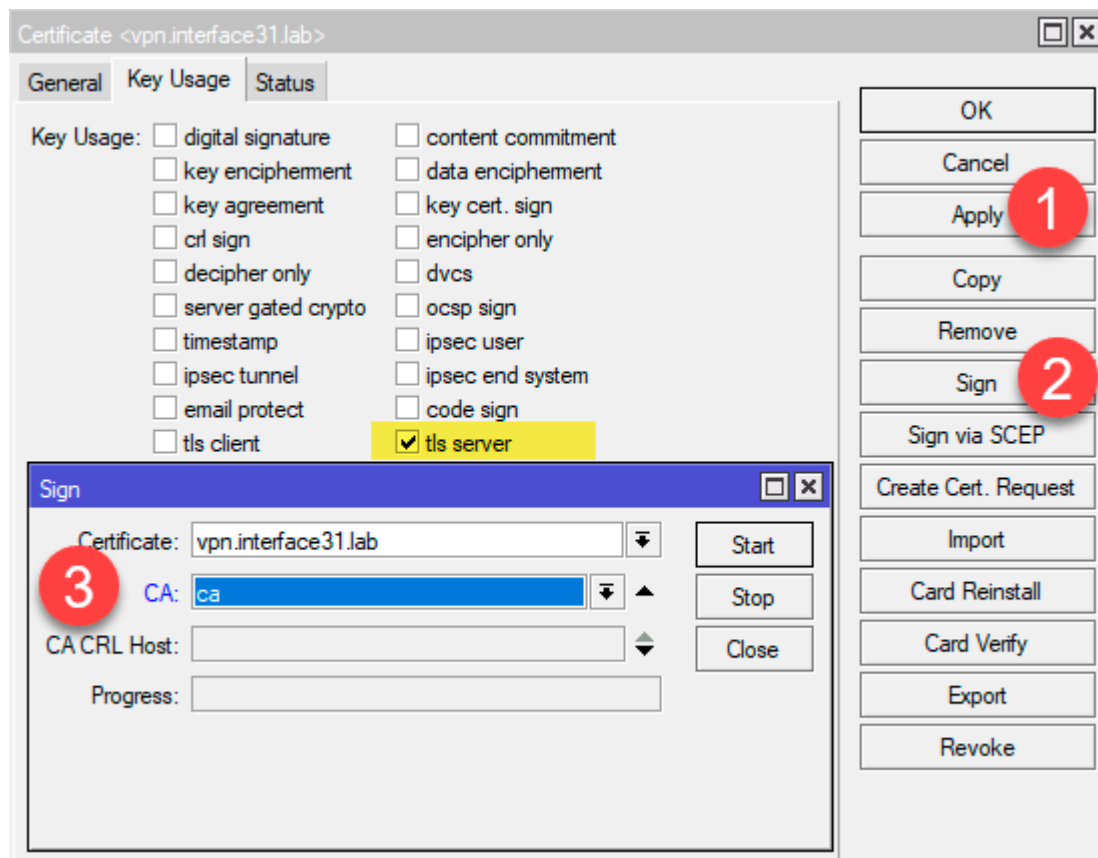 Certificate <vpn.interface31.lab>
General Key Usage Status
Key Usage: digital signature content commitment
key encipherment data encipherment
key agreement key cert. sign
crl sign encipher only
decipher only dvcs
server gated crypto ocsp sign
timestamp ipsec user
ipsec tunnel ipsec end system
email protect code sign
tls client tls server
OK
Cancel
Apply 1
Copy
Remove
Sign 2
Sign via SCEP
Create Cert. Request
Import
Card Reinstall
Card Verify
Export
Revoke
Sign
Certificate: vpn.interface31.lab Start
3 CA: ca Stop
CA CRL Host: Close
Progress: